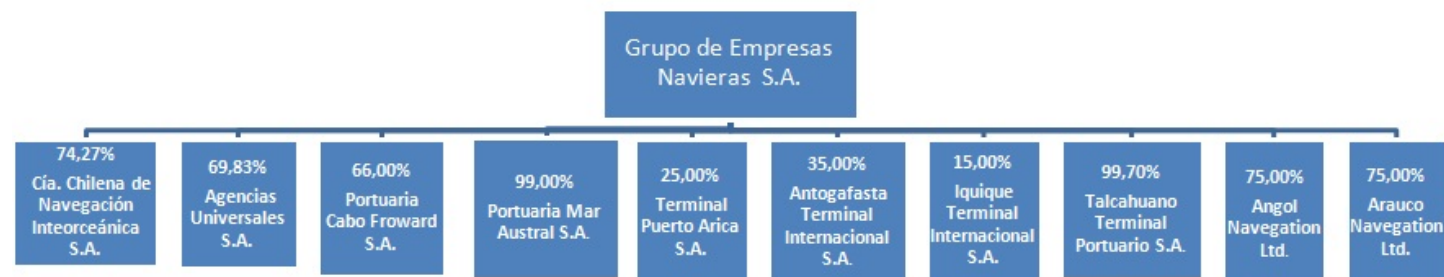 Grupo de Empresas
Navieras S.A.
74,27%
Cía. Chilena de
Navegación
Inteorceánica
S.A.
69,83%
Agencias
Universales
S.A.
66,00%
Portuaria
Cabo Froward
S.A.
99,00%
Portuaria Mar
Austral S.A.
25,00%
Terminal
Puerto Arica
S.A.
35,00%
Antogafasta
Terminal
Internacional
S.A.
15,00%
Iquique
Terminal
Internacional
S.A.
99,70%
Talcahuano
Terminal
Portuario S.A.
75,00%
Angol
Navegation
Ltd.
75,00%
Arauco
Navegation
Ltd.